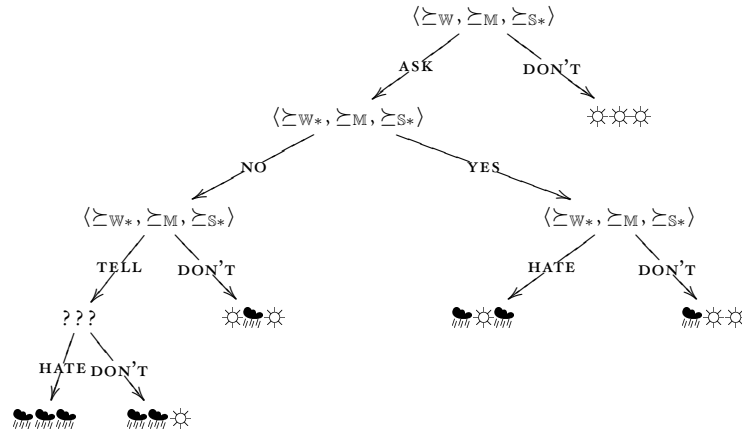 ⟨⪰𝕎, ⪰𝕄, ⪰𝕊*⟩
ASK DON'T
⟨⪰𝕎*, ⪰𝕄, ⪰𝕊*⟩
NO YES
⟨⪰𝕎*, ⪰𝕄, ⪰𝕊*⟩ ⟨⪰𝕎*, ⪰𝕄, ⪰𝕊*⟩
TELL DON'T HATE DON'T
???
HATE DON'T